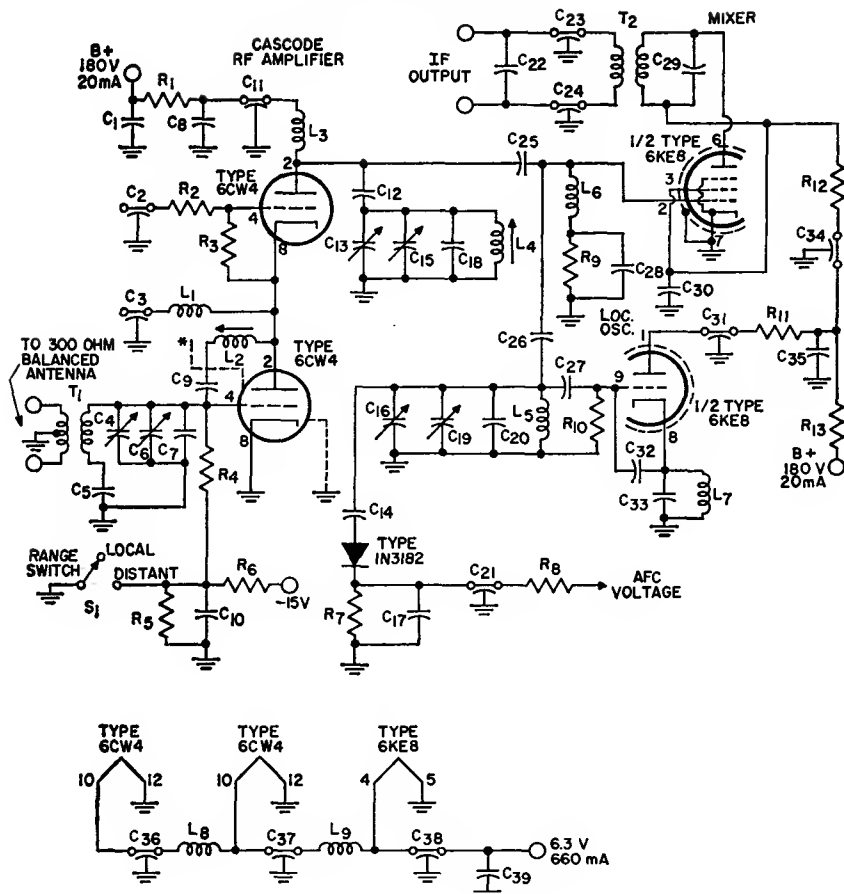 CASCODE
RF AMPLIFIER
B+
180V
20mA
R1
C11
C1
C8
L3
C23
T2
MIXER
IF
OUTPUT
C22
C29
C24
C25
1/2 TYPE
6KE8
6
3
2
7
TYPE
6CW4
2
4
8
C2
R2
R3
C12
C13
C15
C18
L4
L6
R9
C28
C30
R12
C34
C3
L1
LOC.
OSC.
1
C31
R11
C35
TO 300 OHM
BALANCED
ANTENNA
*
L2
C9
TYPE
6CW4
2
4
8
C26
C27
9
8
1/2 TYPE
6KE8
R13
B+
180V
20mA
T1
C4
C6
C7
C5
R4
C16
C19
C20
L5
R10
C32
C33
L7
C14
TYPE
1N3182
RANGE
SWITCH
LOCAL
DISTANT
S1
R6
-15V
R5
C10
R7
C17
C21
R8
AFC
VOLTAGE
TYPE
6CW4
TYPE
6CW4
TYPE
6KE8
10 12
10 12
4 5
C36
L8
C37
L9
C38
C39
6.3 V
660 mA